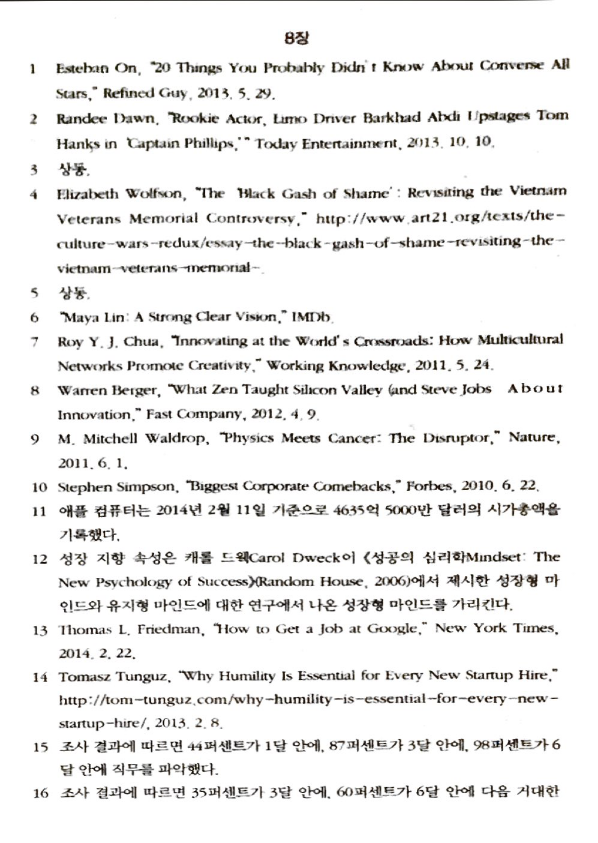 8장
1 Esteban On, "20 Things You Probably Didn't Know About Converse All
Stars," Refined Guy, 2013. 5. 29.
2 Randee Dawn, "Rookie Actor, Limo Driver Barkhad Abdi Upstages Tom
Hanks in 'Captain Phillips,'" Today Entertainment, 2013. 10. 10.
3 상동.
4 Elizabeth Wolfson, "The 'Black Gash of Shame': Revisiting the Vietnam
Veterans Memorial Controversy," http://www.art21.org/texts/the-
culture-wars-redux/essay-the-black-gash-of-shame-revisiting-the-
vietnam-veterans-memorial-.
5 상동.
6 "Maya Lin: A Strong Clear Vision," IMDb.
7 Roy Y. J. Chua, "Innovating at the World's Crossroads: How Multicultural
Networks Promote Creativity," Working Knowledge, 2011. 5. 24.
8 Warren Berger, "What Zen Taught Silicon Valley (and Steve Jobs About
Innovation," Fast Company, 2012. 4. 9.
9 M. Mitchell Waldrop, "Physics Meets Cancer: The Disruptor," Nature,
2011. 6. 1.
10 Stephen Simpson, "Biggest Corporate Comebacks," Forbes, 2010. 6. 22.
11 애플 컴퓨터는 2014년 2월 11일 기준으로 4635억 5000만 달러의 시가총액을
기록했다.
12 성장 지향 속성은 캐롤 드웩Carol Dweck이 《성공의 심리학Mindset: The
New Psychology of Success》(Random House, 2006)에서 제시한 성장형 마
인드와 유지형 마인드에 대한 연구에서 나온 성장형 마인드를 가리킨다.
13 Thomas L. Friedman, "How to Get a Job at Google," New York Times,
2014. 2. 22.
14 Tomasz Tunguz, "Why Humility Is Essential for Every New Startup Hire,"
http://tom-tunguz.com/why-humility-is-essential-for-every-new-
startup-hire/, 2013. 2. 8.
15 조사 결과에 따르면 44퍼센트가 1달 안에, 87퍼센트가 3달 안에, 98퍼센트가 6
달 안에 직무를 파악했다.
16 조사 결과에 따르면 35퍼센트가 3달 안에, 60퍼센트가 6달 안에 다음 거대한